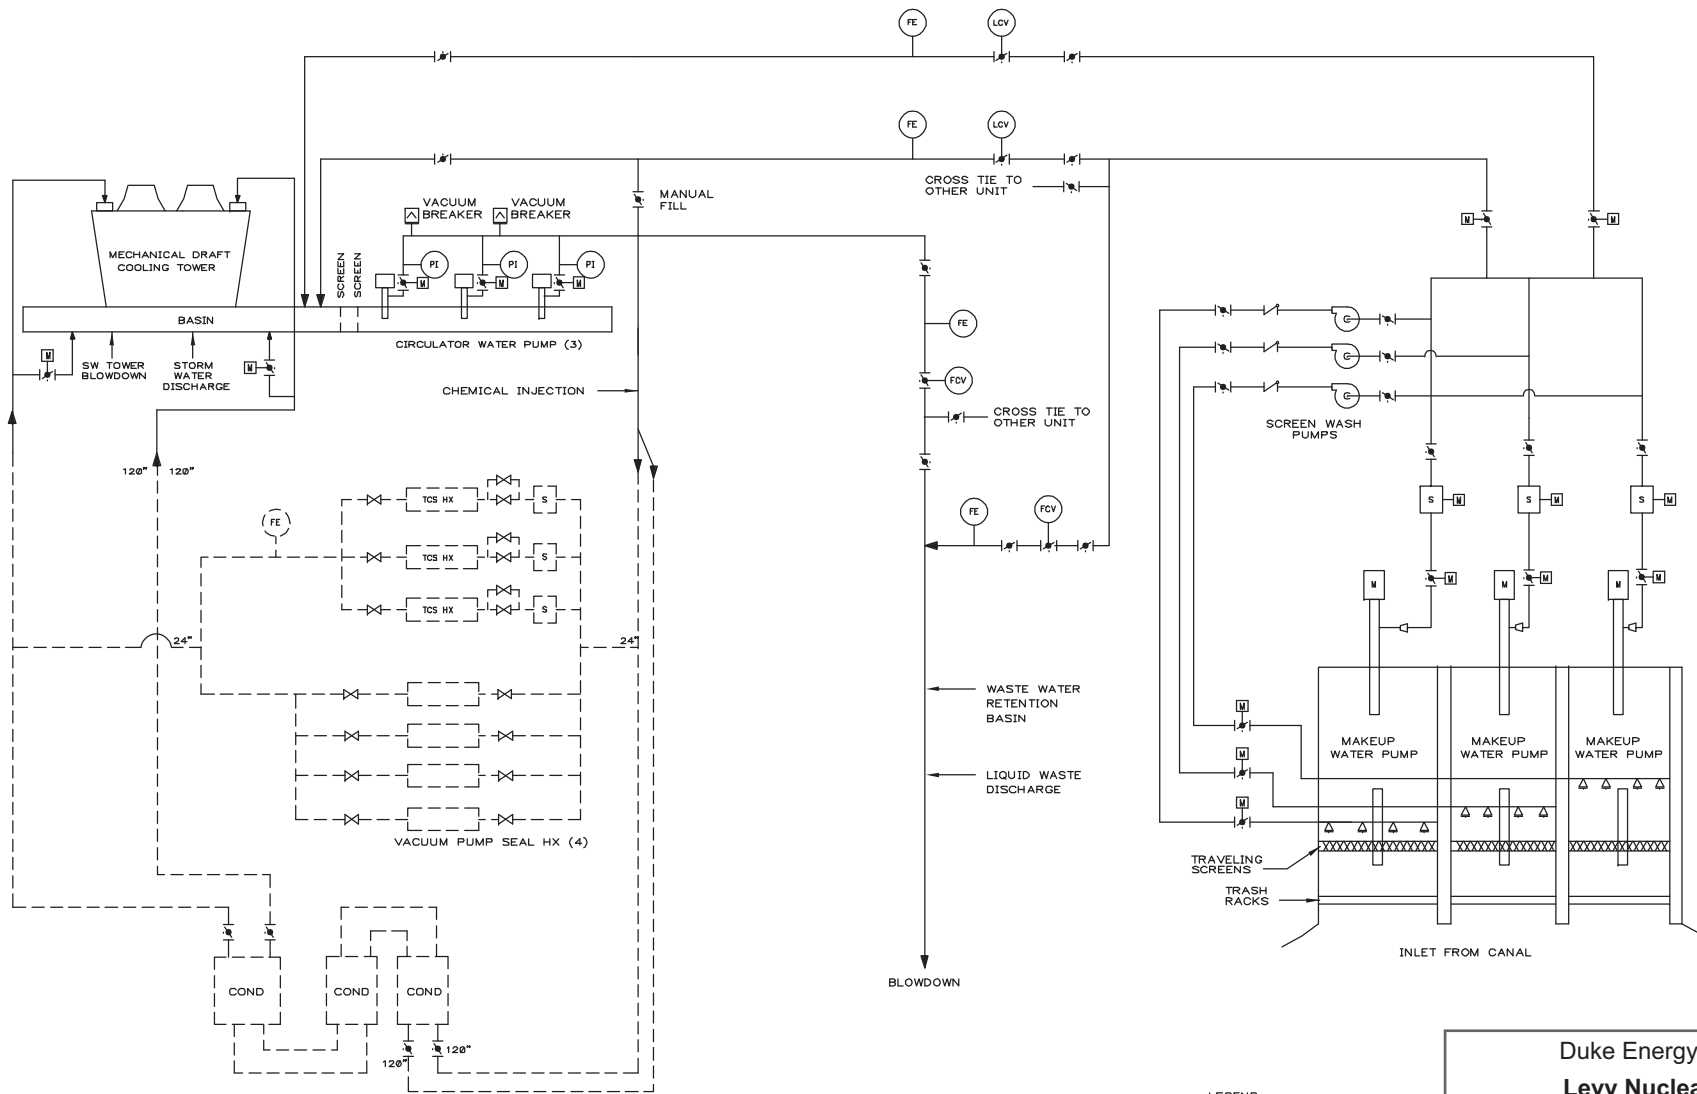 FE
LCV
FE
LCV
CROSS TIE TO
OTHER UNIT
MANUAL
FILL
VACUUM
BREAKER
VACUUM
BREAKER
M
M
MECHANICAL DRAFT
COOLING TOWER
SCREEN
SCREEN
PI
PI
PI
M
M
M
BASIN
CIRCULATOR WATER PUMP (3)
M
SW TOWER
BLOWDOWN
STORM
WATER
DISCHARGE
M
CHEMICAL INJECTION
FE
FCV
CROSS TIE TO
OTHER UNIT
C
C
C
SCREEN WASH
PUMPS
120"
120"
TCS HX
S
FE
TCS HX
S
TCS HX
S
FE
FCV
S
M
S
M
S
M
M
M
M
M
M
M
24"
24"
WASTE WATER
RETENTION
BASIN
LIQUID WASTE
DISCHARGE
VACUUM PUMP SEAL HX (4)
M
M
M
MAKEUP
WATER PUMP
MAKEUP
WATER PUMP
MAKEUP
WATER PUMP
TRAVELING
SCREENS
TRASH
RACKS
INLET FROM CANAL
BLOWDOWN
COND
COND
COND
120"
120"
Duke Energy
Levy Nuclea
LEGEND